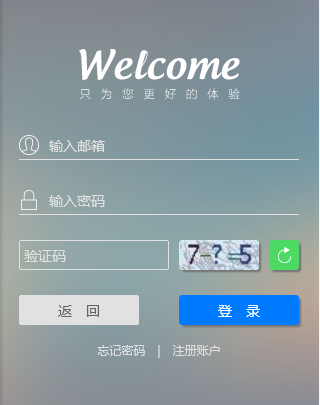 Welcome
只为您更好的体验
输入邮箱
输入密码
验证码 7-?=5
返 回 登 录
忘记密码 | 注册账户